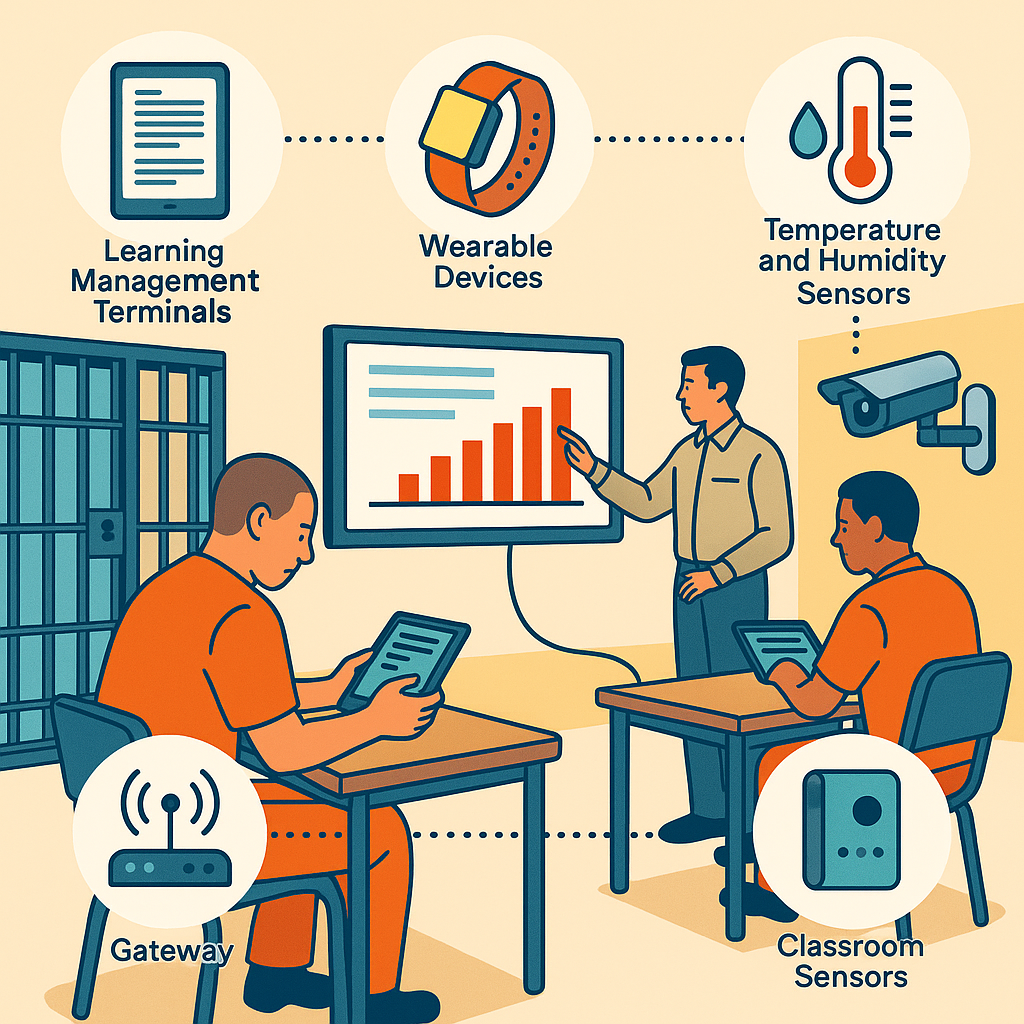 Learning
Management
Terminals
Wearable
Devices
Temperature
and Humidity
Sensors
Gateway
Classroom
Sensors